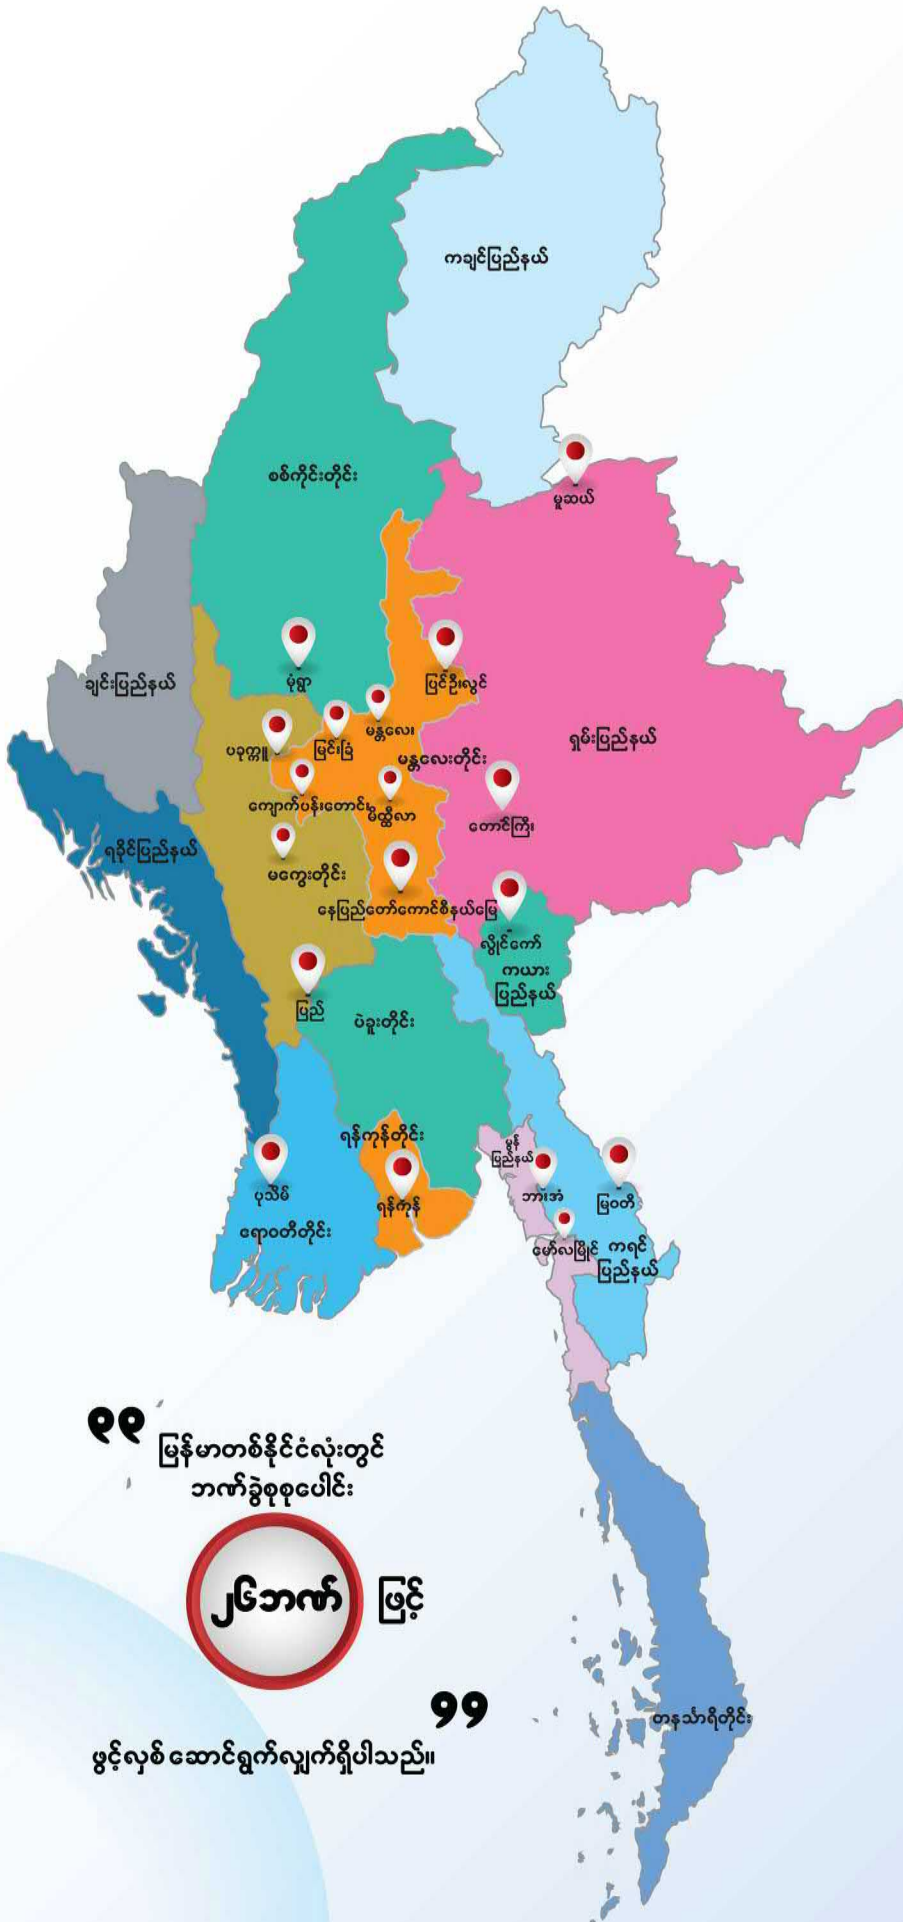 ကချင်ပြည်နယ်
စစ်ကိုင်းတိုင်း
မူဆယ်
မုံရွာ
ပြင်ဦးလွင်
ချင်းပြည်နယ်
မန္တလေး
ရှမ်းပြည်နယ်
ပခုက္ကူ
မြင်းခြံ
မန္တလေးတိုင်း
ကျောက်ပန်းတောင်း
မိတ္ထီလာ
တောင်ကြီး
ရခိုင်ပြည်နယ်
မကွေးတိုင်း
နေပြည်တော်ကောင်စီနယ်မြေ
လွိုင်ကော်
ကယား
ပြည်နယ်
ပြည်
ပဲခူးတိုင်း
ရန်ကုန်တိုင်း
မွန်
ပြည်နယ်
ပုသိမ်
ရန်ကုန်
ဘားအံ
မြဝတီ
ရောဝတီတိုင်း
မော်လမြိုင်
ကရင်
ပြည်နယ်
မြန်မာတစ်နိုင်ငံလုံးတွင်
ဘဏ်ခွဲစုစုပေါင်း
၂၆ဘဏ် ဖြင့်
ဖွင့်လှစ် ဆောင်ရွက်လျှက်ရှိပါသည်။
တနင်္သာရီတိုင်း